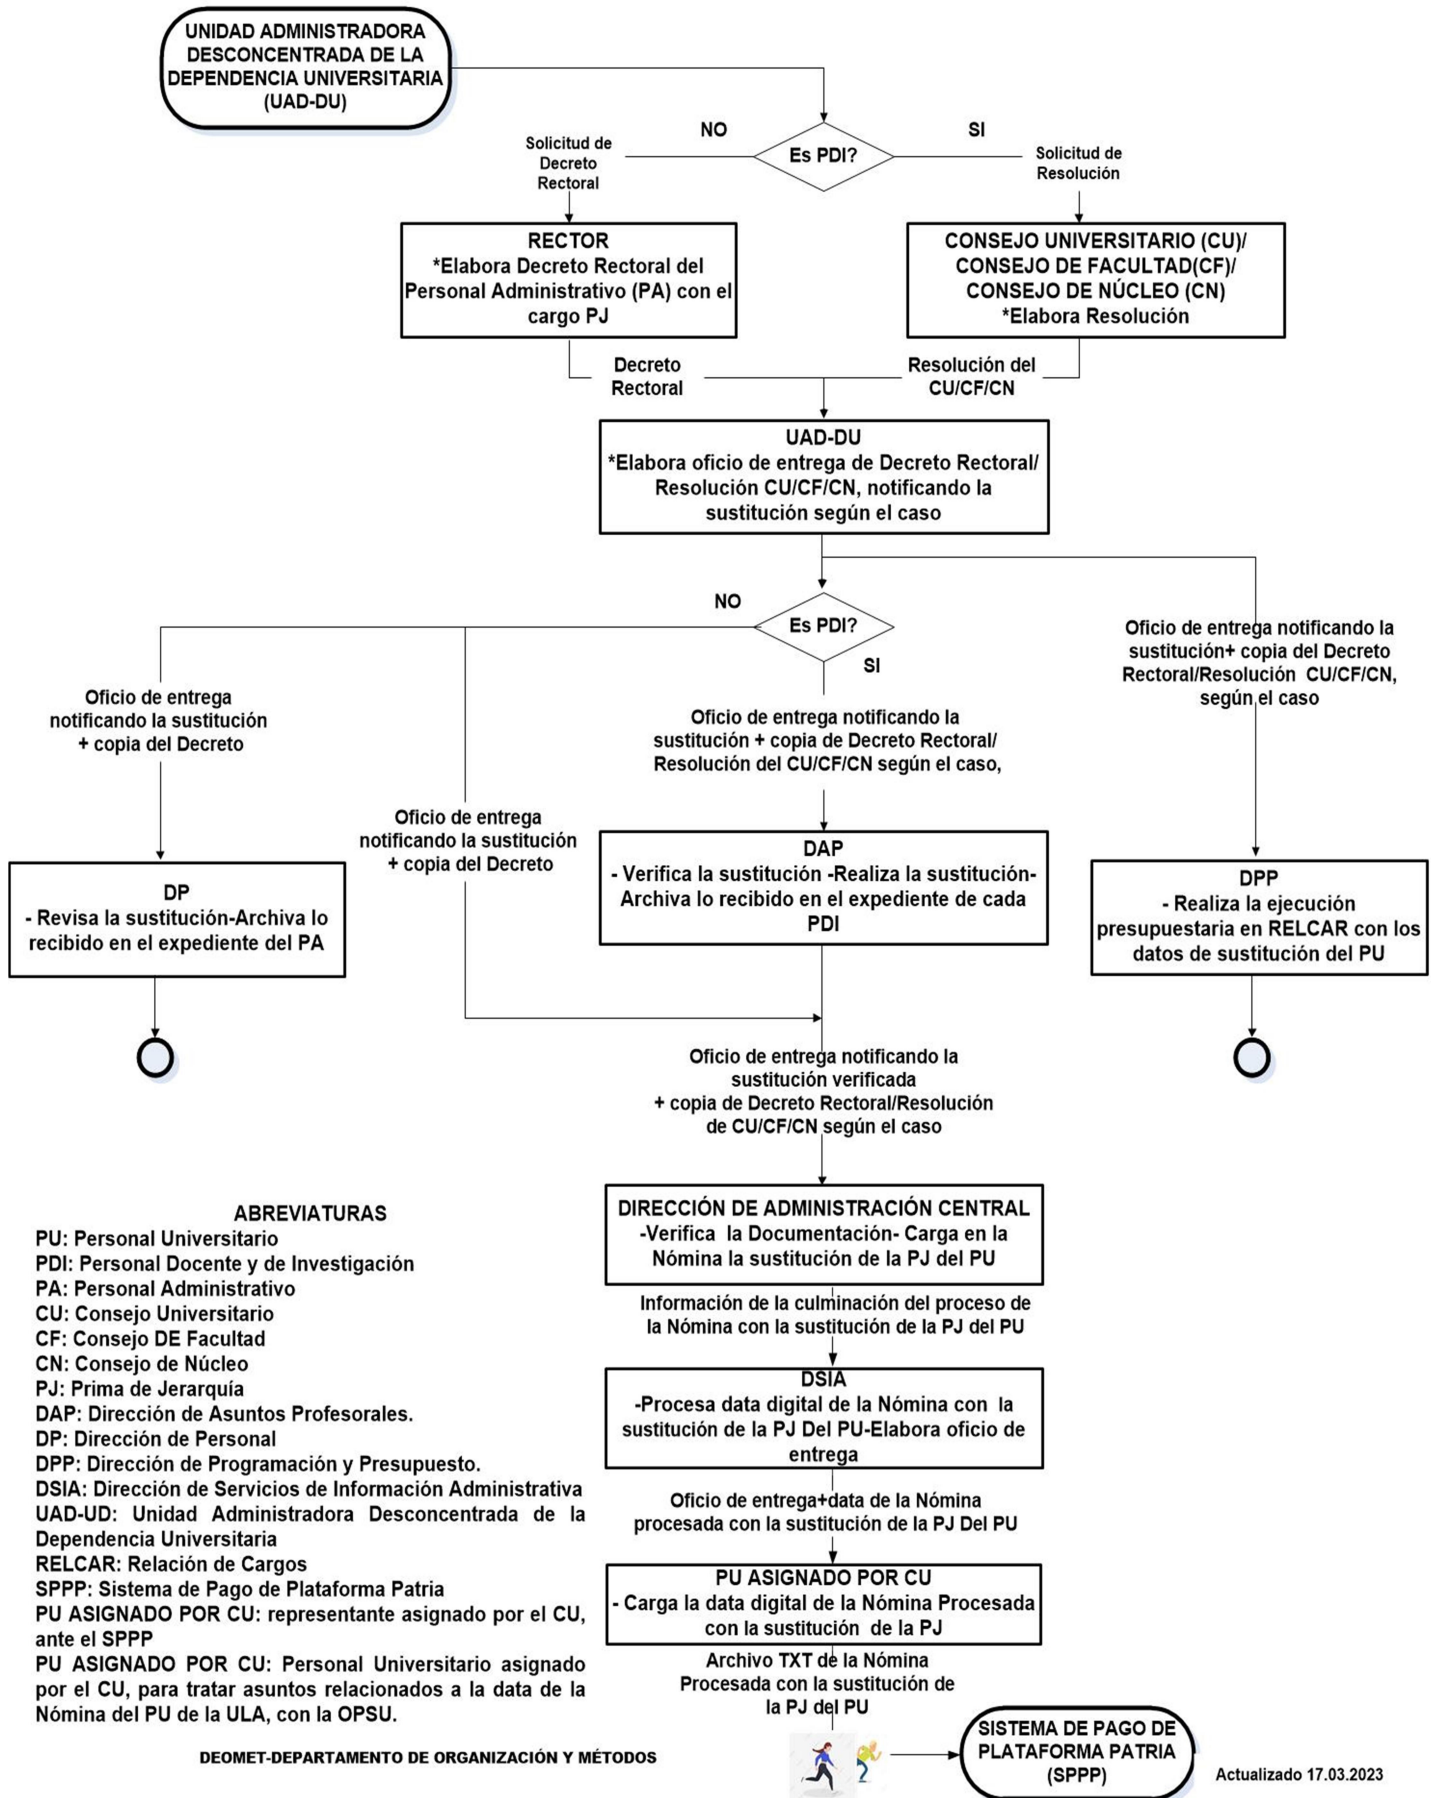 UNIDAD ADMINISTRADORA
DESCONCENTRADA DE LA
DEPENDENCIA UNIVERSITARIA
(UAD-DU)
NO
SI
Es PDI?
Solicitud de
Decreto
Rectoral
Solicitud de
Resolución
RECTOR
*Elabora Decreto Rectoral del
Personal Administrativo (PA) con el
cargo PJ
CONSEJO UNIVERSITARIO (CU)/
CONSEJO DE FACULTAD(CF)/
CONSEJO DE NÚCLEO (CN)
*Elabora Resolución
Decreto
Rectoral
Resolución del
CU/CF/CN
UAD-DU
*Elabora oficio de entrega de Decreto Rectoral/
Resolución CU/CF/CN, notificando la
sustitución según el caso
NO
Es PDI?
SI
Oficio de entrega notificando la
sustitución+ copia del Decreto
Rectoral/Resolución CU/CF/CN,
según el caso
Oficio de entrega
notificando la sustitución
+ copia del Decreto
Oficio de entrega notificando la
sustitución + copia de Decreto Rectoral/
Resolución del CU/CF/CN según el caso,
Oficio de entrega
notificando la sustitución
+ copia del Decreto
DP
- Revisa la sustitución-Archiva lo
recibido en el expediente del PA
DAP
- Verifica la sustitución -Realiza la sustitución-
Archiva lo recibido en el expediente de cada
PDI
DPP
- Realiza la ejecución
presupuestaria en RELCAR con los
datos de sustitución del PU
Oficio de entrega notificando la
sustitución verificada
+ copia de Decreto Rectoral/Resolución
de CU/CF/CN según el caso
DIRECCIÓN DE ADMINISTRACIÓN CENTRAL
-Verifica la Documentación- Carga en la
Nómina la sustitución de la PJ del PU
Información de la culminación del proceso de
la Nómina con la sustitución de la PJ del PU
DSIA
-Procesa data digital de la Nómina con la
sustitución de la PJ Del PU-Elabora oficio de
entrega
Oficio de entrega+data de la Nómina
procesada con la sustitución de la PJ Del PU
PU ASIGNADO POR CU
- Carga la data digital de la Nómina Procesada
con la sustitución de la PJ
Archivo TXT de la Nómina
Procesada con la sustitución de
la PJ del PU
SISTEMA DE PAGO DE
PLATAFORMA PATRIA
(SPPP)
ABREVIATURAS
PU: Personal Universitario
PDI: Personal Docente y de Investigación
PA: Personal Administrativo
CU: Consejo Universitario
CF: Consejo DE Facultad
CN: Consejo de Núcleo
PJ: Prima de Jerarquía
DAP: Dirección de Asuntos Profesorales.
DP: Dirección de Personal
DPP: Dirección de Programación y Presupuesto.
DSIA: Dirección de Servicios de Información Administrativa
UAD-UD: Unidad Administradora Desconcentrada de la
Dependencia Universitaria
RELCAR: Relación de Cargos
SPPP: Sistema de Pago de Plataforma Patria
PU ASIGNADO POR CU: representante asignado por el CU,
ante el SPPP
PU ASIGNADO POR CU: Personal Universitario asignado
por el CU, para tratar asuntos relacionados a la data de la
Nómina del PU de la ULA, con la OPSU.
DEOMET-DEPARTAMENTO DE ORGANIZACIÓN Y MÉTODOS
Actualizado 17.03.2023